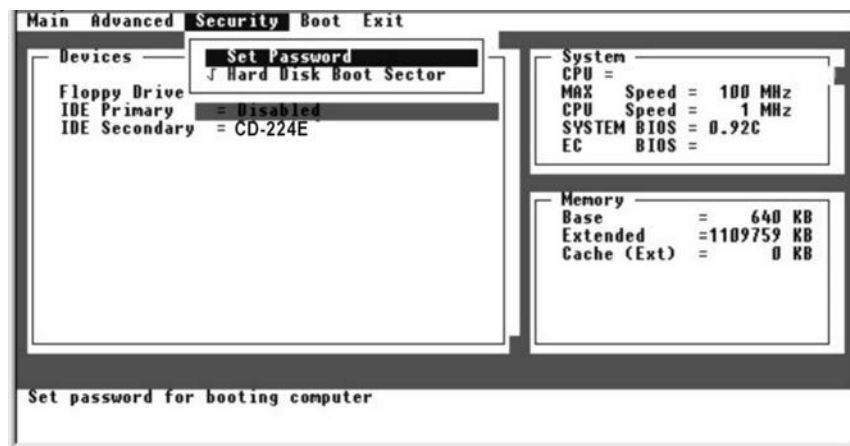 Main Advanced Security Boot Exit
Devices
Set Password
√ Hard Disk Boot Sector
Floppy Drive
IDE Primary = Disabled
IDE Secondary = CD-224E
System
CPU =
MAX Speed = 100 MHz
CPU Speed = 1 MHz
SYSTEM BIOS = 0.92C
EC BIOS =
Memory
Base = 640 KB
Extended =1109759 KB
Cache (Ext) = 0 KB
Set password for booting computer